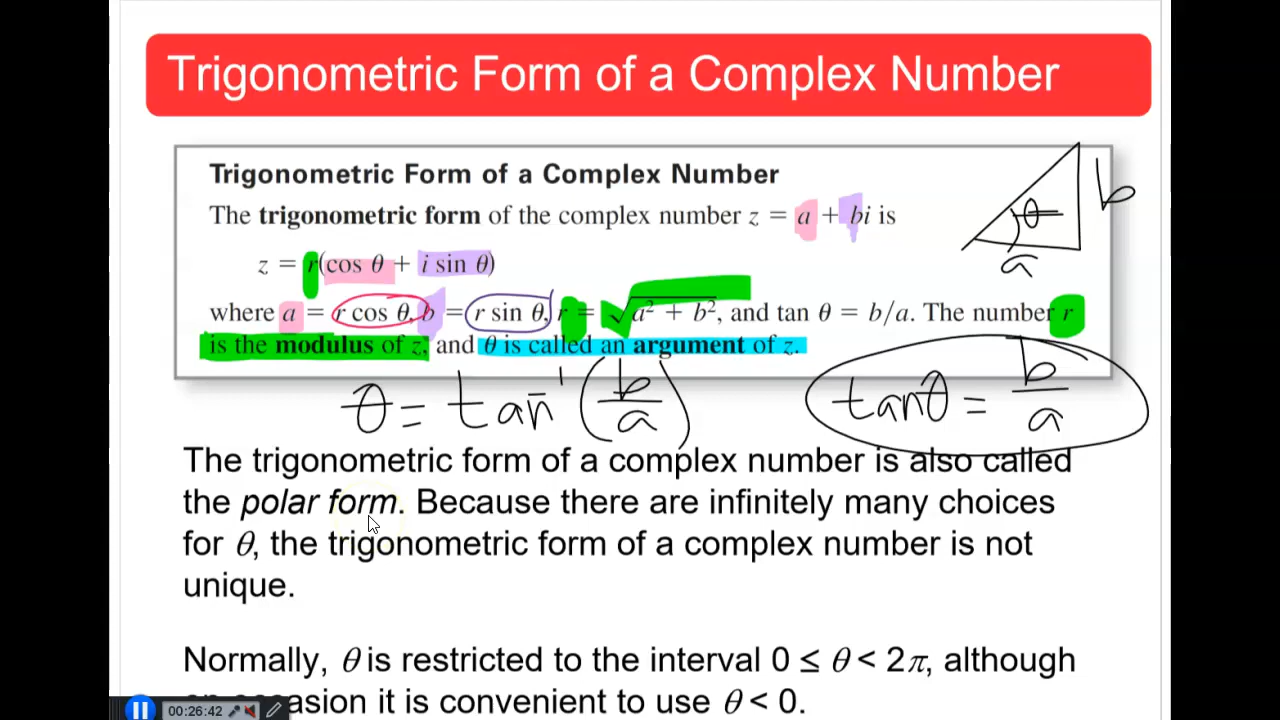 Trigonometric Form of a Complex Number
Trigonometric Form of a Complex Number
The trigonometric form of the complex number z = a + bi is
z = r(cos θ + i sin θ)
where a = r cos θ, b = r sin θ, r = √a² + b², and tan θ = b/a. The number r
is the modulus of z, and θ is called an argument of z.
θ
b
a
θ = tan⁻¹ (b/a)
tanθ = b/a
The trigonometric form of a complex number is also called
the polar form. Because there are infinitely many choices
for θ, the trigonometric form of a complex number is not
unique.
Normally, θ is restricted to the interval 0 ≤ θ < 2π, although
occasion it is convenient to use θ < 0.
00:26:42